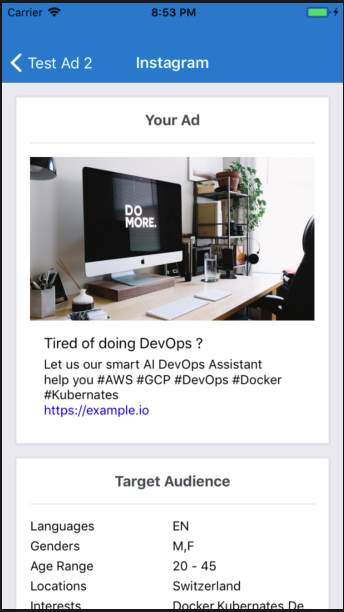 Carrier 8:53 PM
Test Ad 2 Instagram
Your Ad
DO
MORE.
Tired of doing DevOps ?
Let us our smart AI DevOps Assistant
help you #AWS #GCP #DevOps #Docker
#Kubernates
https://example.io
Target Audience
Languages EN
Genders M,F
Age Range 20 - 45
Locations Switzerland
Interests Docker Kubernates De